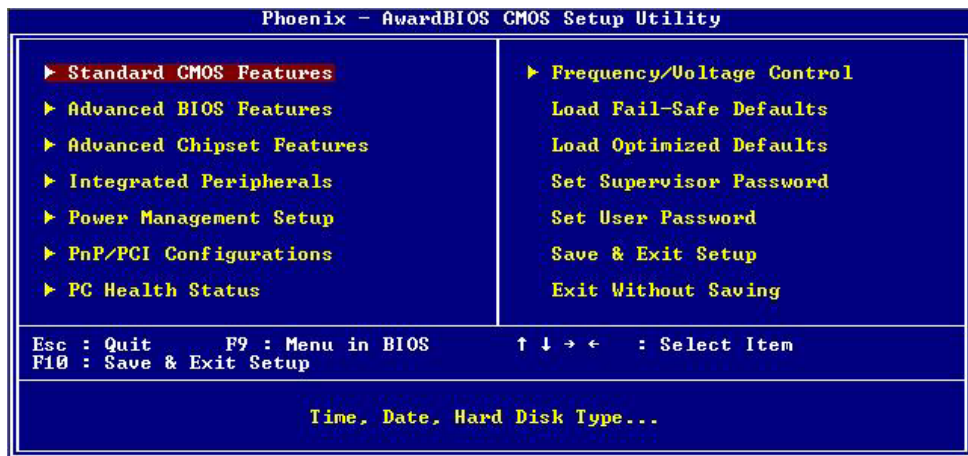 Phoenix - AwardBIOS CMOS Setup Utility
Standard CMOS Features
Advanced BIOS Features
Advanced Chipset Features
Integrated Peripherals
Power Management Setup
PnP/PCI Configurations
PC Health Status
Frequency/Voltage Control
Load Fail-Safe Defaults
Load Optimized Defaults
Set Supervisor Password
Set User Password
Save & Exit Setup
Exit Without Saving
Esc : Quit F9 : Menu in BIOS ↑ ↓ → ← : Select Item
F10 : Save & Exit Setup
Time, Date, Hard Disk Type...